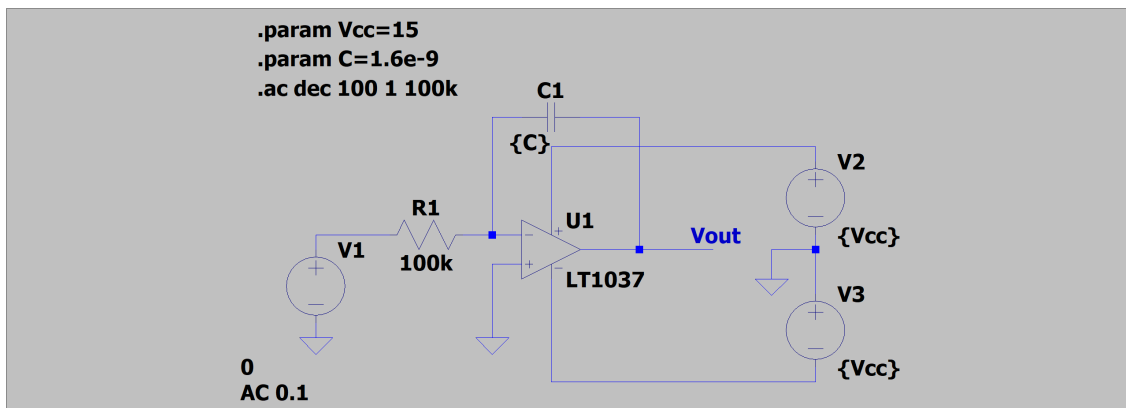 .param Vcc=15
.param C=1.6e-9
.ac dec 100 1 100k
C1
{C}
V2
R1
U1
Vout
{Vcc}
V1
100k
LT1037
V3
{Vcc}
0
AC 0.1